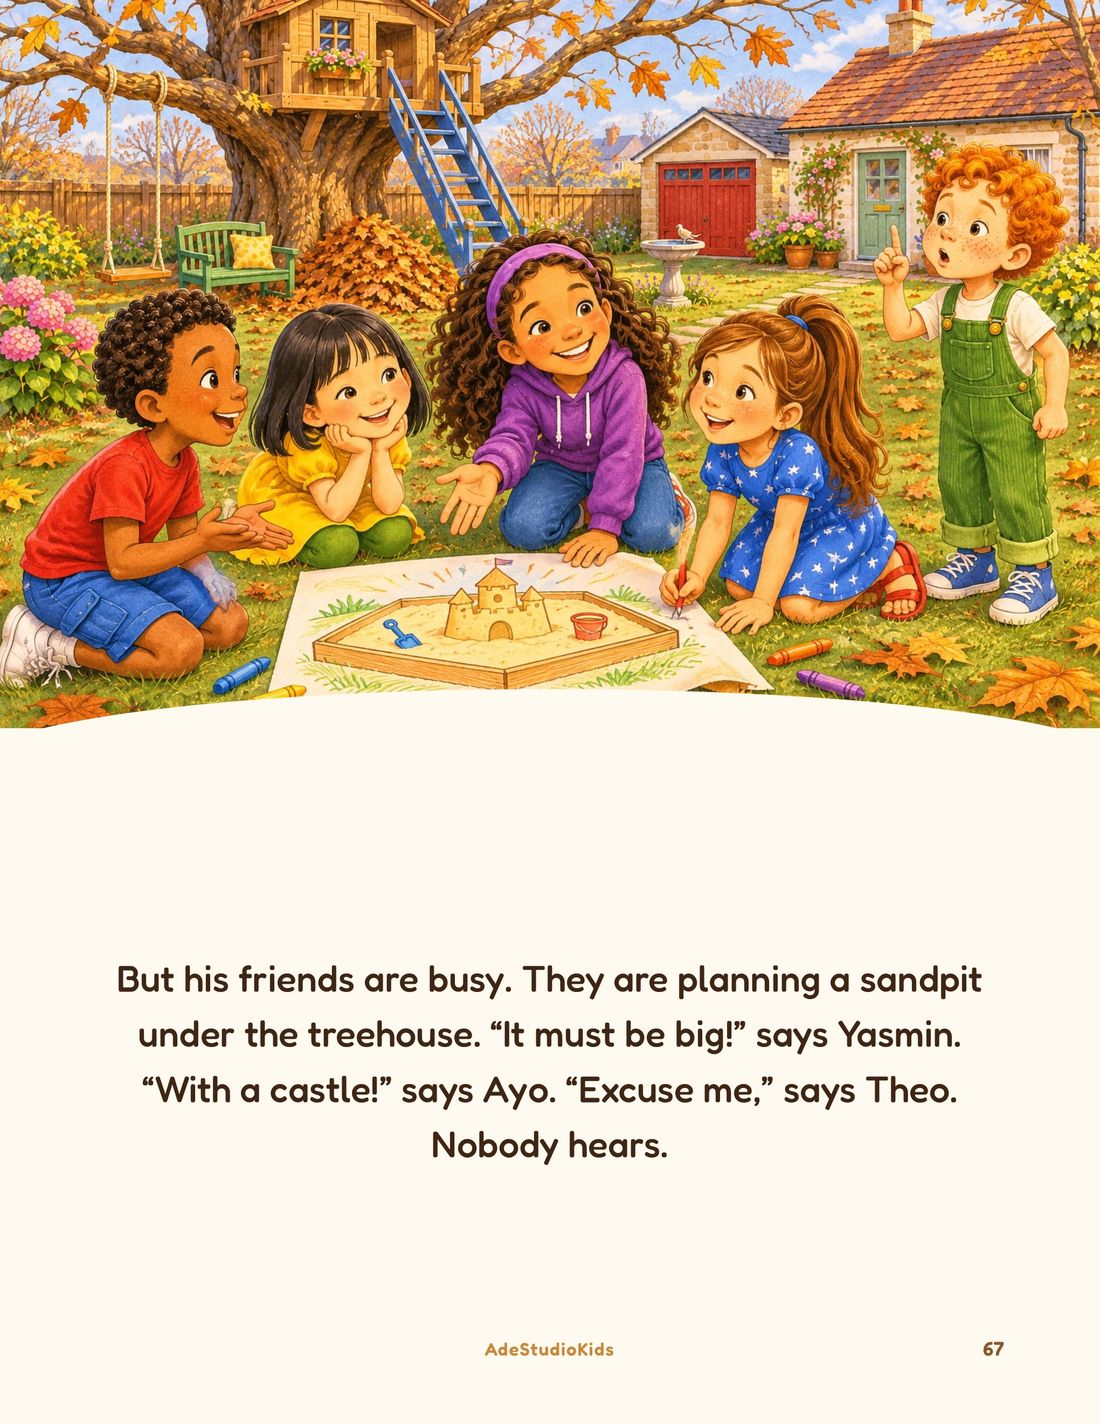 But his friends are busy. They are planning a sandpit
under the treehouse. “It must be big!” says Yasmin.
“With a castle!” says Ayo. “Excuse me,” says Theo.
Nobody hears.
AdeStudioKids
67